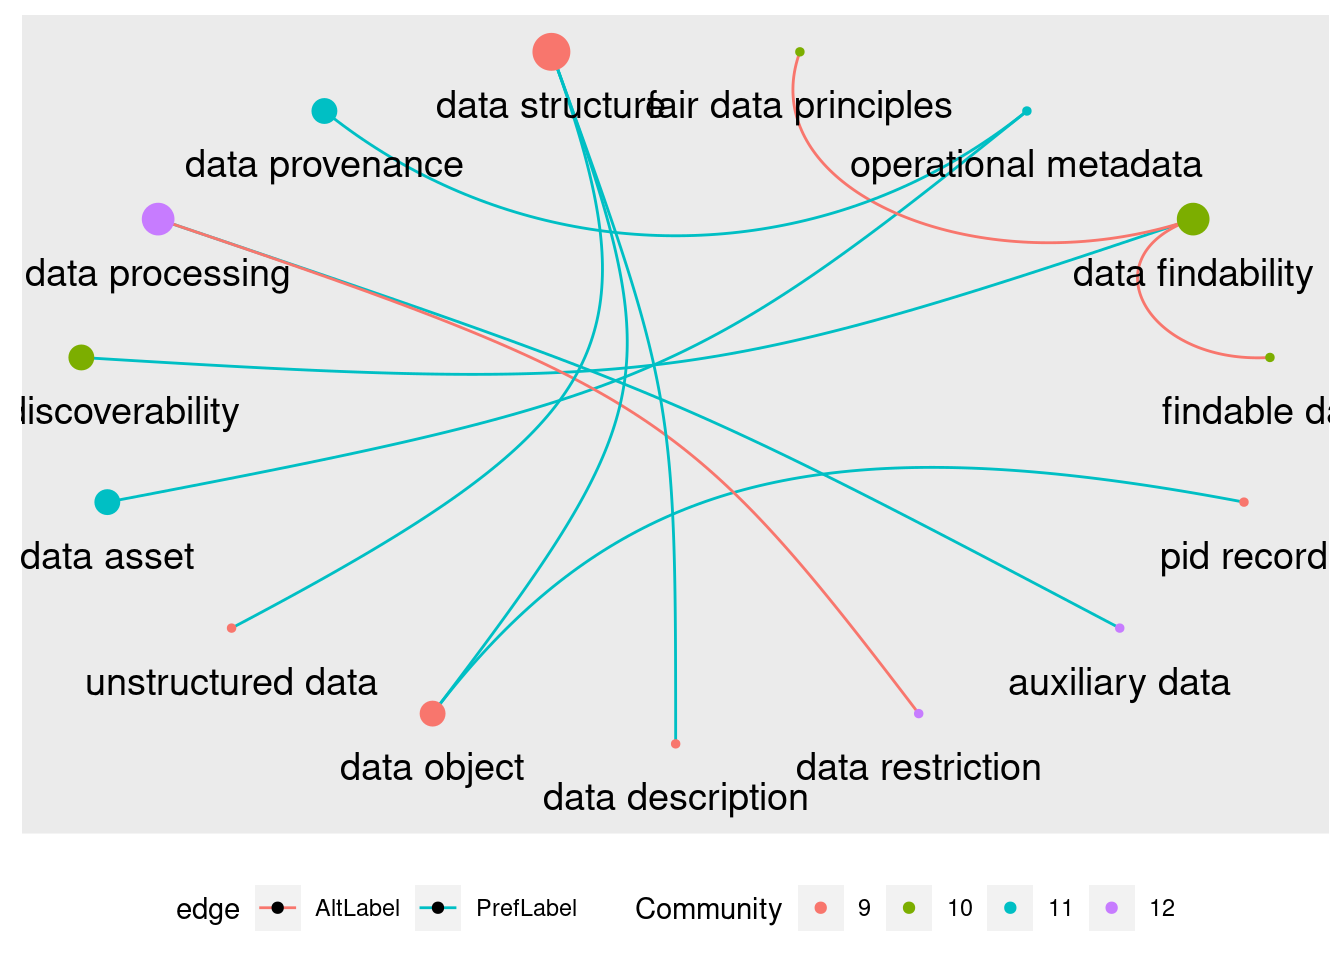 data structure
fair data principles
data provenance
operational metadata
data processing
data findability
discoverability
findable da
data asset
pid record
unstructured data
auxiliary data
data object
data restriction
data description
edge AltLabel PrefLabel Community 9 10 11 12